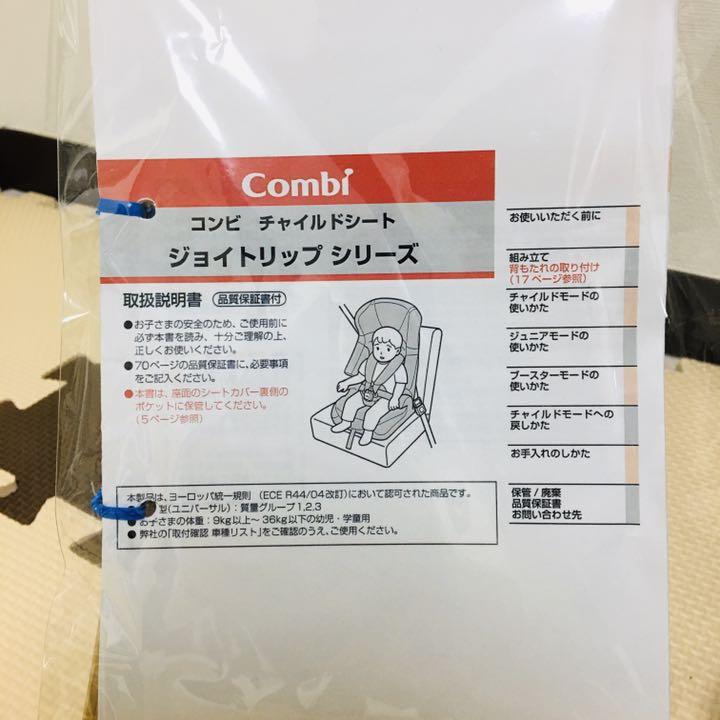 Combi
コンビ チャイルドシート
ジョイトリップ シリーズ
取扱説明書 (品質保証書付)
●お子さまの安全のため、ご使用前に
必ず本書を読み、十分ご理解の上、
正しくお使いください。
●70ページの品質保証書に、必要事項
をご記入ください。
●本書は、座面のシートカバー裏側の
ポケットに保管してください。
(5ページ参照)
本製品は、ヨーロッパ統一規則 (ECE R44/04改訂)において認可された商品です。
型(ユニバーサル):質量グループ1,2,3
●お子さまの体重:9kg以上~36kg以下の幼児・学童用
●弊社の「取付確認 車種リスト」をご確認のうえ、ご使用ください。
お使いいただく前に
組み立て
背もたれの取り付け
(17ページ参照)
チャイルドモードの
使いかた
ジュニアモードの
使いかた
ブースターモードの
使いかた
チャイルドモードへの
戻しかた
お手入れのしかた
保管/廃棄
品質保証書
お問い合わせ先